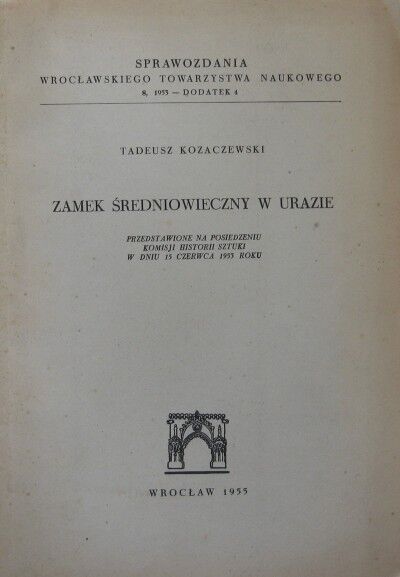 SPRAWOZDANIA
WROCŁAWSKIEGO TOWARZYSTWA NAUKOWEGO
8, 1953 — DODATEK 4
TADEUSZ KOZACZEWSKI
ZAMEK ŚREDNIOWIECZNY W URAZIE
PRZEDSTAWIONE NA POSIEDZENIU
KOMISJI HISTORII SZTUKI
W DNIU 15 CZERWCA 1953 ROKU
WROCŁAW 1955